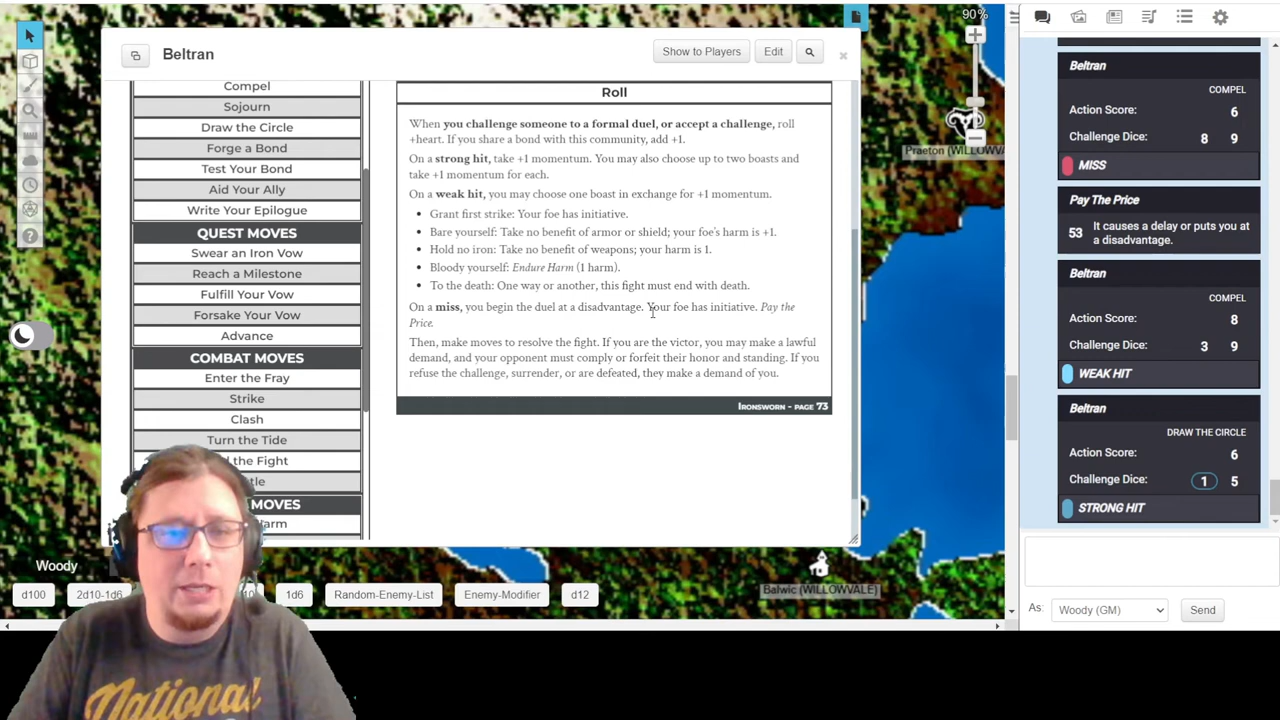 90%
Beltran
Show to Players
Edit
Compel
Sojourn
Draw the Circle
Forge a Bond
Test Your Bond
Aid Your Ally
Write Your Epilogue
QUEST MOVES
Swear an Iron Vow
Reach a Milestone
Fulfill Your Vow
Forsake Your Vow
Advance
COMBAT MOVES
Enter the Fray
Strike
Clash
Turn the Tide
the Fight
MOVES
Roll
When you challenge someone to a formal duel, or accept a challenge, roll
+heart. If you share a bond with this community, add +1.
On a strong hit, take +1 momentum. You may also choose up to two boasts and
take +1 momentum for each.
On a weak hit, you may choose one boast in exchange for +1 momentum.
• Grant first strike: Your foe has initiative.
• Bare yourself: Take no benefit of armor or shield; your foe's harm is +1.
• Hold no iron: Take no benefit of weapons; your harm is 1.
• Bloody yourself: Endure Harm (1 harm).
• To the death: One way or another, this fight must end with death.
On a miss, you begin the duel at a disadvantage. Your foe has initiative. Pay the
Price.
Then, make moves to resolve the fight. If you are the victor, you may make a lawful
demand, and your opponent must comply or forfeit their honor and standing. If you
refuse the challenge, surrender, or are defeated, they make a demand of you.
IRONSWORN – PAGE 73
Praeton (WILLOWVA
Balwic (WILLOWVALE)
Woody
d100
2d10-1d6
1d6
Random-Enemy-List
Enemy-Modifier
d12
National
Beltran
COMPEL
Action Score: 6
Challenge Dice: 8 9
MISS
Pay The Price
53 It causes a delay or puts you at
a disadvantage.
Beltran
COMPEL
Action Score: 8
Challenge Dice: 3 9
WEAK HIT
Beltran
DRAW THE CIRCLE
Action Score: 6
Challenge Dice: 1 5
STRONG HIT
As: Woody (GM) Send